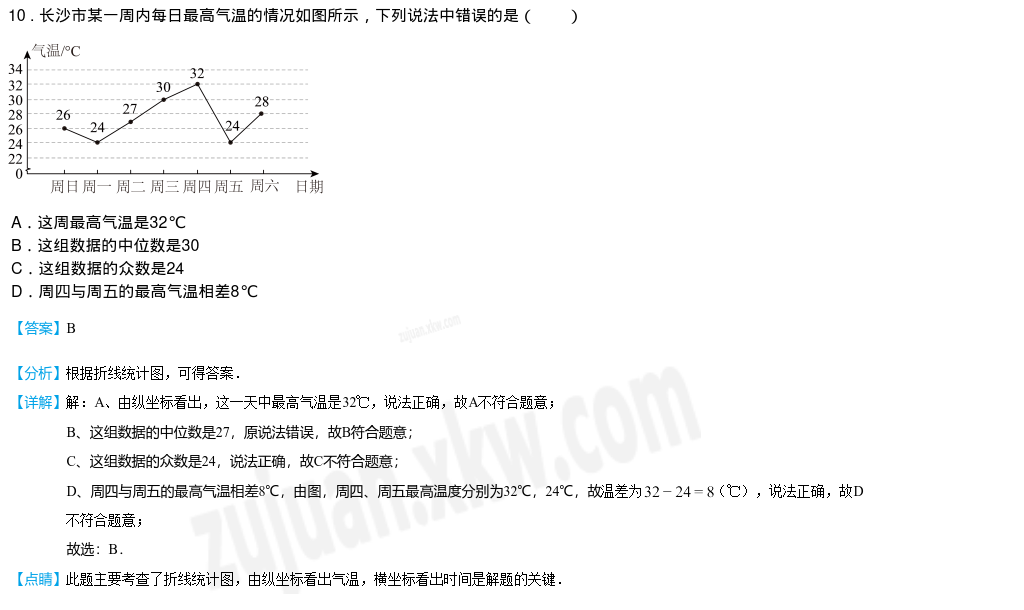 10．长沙市某一周内每日最高气温的情况如图所示，下列说法中错误的是（　　）
气温/°C
34
32
30
28
26
24
22
0
26
24
27
30
32
24
28
周日 周一 周二 周三 周四 周五 周六 日期
A．这周最高气温是32℃
B．这组数据的中位数是30
C．这组数据的众数是24
D．周四与周五的最高气温相差8℃
【答案】B
【分析】根据折线统计图，可得答案．
【详解】解：A、由纵坐标看出，这一天中最高气温是32℃，说法正确，故A不符合题意；
B、这组数据的中位数是27，原说法错误，故B符合题意；
C、这组数据的众数是24，说法正确，故C不符合题意；
D、周四与周五的最高气温相差8℃，由图，周四、周五最高温度分别为32℃，24℃，故温差为32－24＝8（℃），说法正确，故D
不符合题意；
故选：B．
【点睛】此题主要考查了折线统计图，由纵坐标看出气温，横坐标看出时间是解题的关键．
zujuan.xkw.com
zujuan.xkw.com